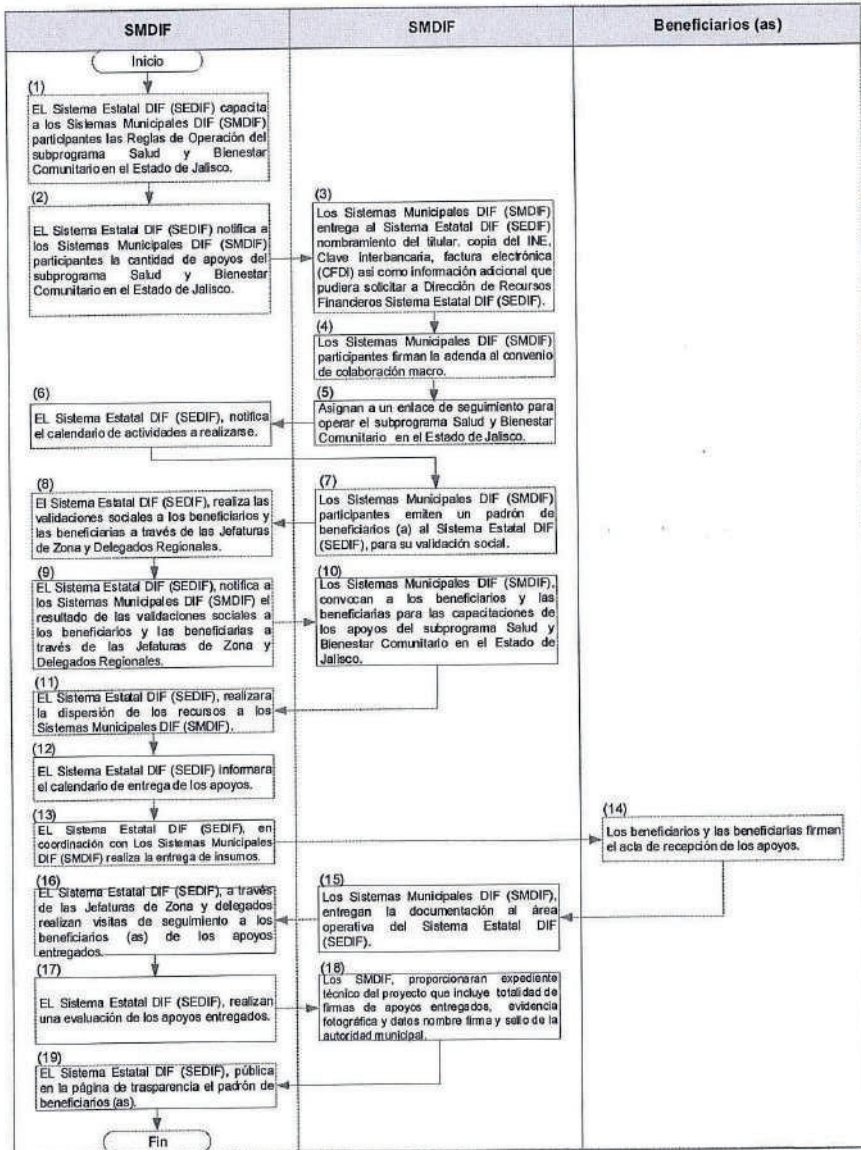 SMDIF
SMDIF
Beneficiarios (as)
Inicio
(1)
EL Sistema Estatal DIF (SEDIF) capacita
a los Sistemas Municipales DIF (SMDIF)
participantes las Reglas de Operación del
subprograma Salud y Bienestar
Comunitario en el Estado de Jalisco.
(2)
EL Sistema Estatal DIF (SEDIF) notifica a
los Sistemas Municipales DIF (SMDIF)
participantes la cantidad de apoyos del
subprograma Salud y Bienestar
Comunitario en el Estado de Jalisco.
(3)
Los Sistemas Municipales DIF (SMDIF)
entrega al Sistema Estatal DIF (SEDIF)
nombramiento del titular, copia del INE,
Clave interbancaria, factura electrónica
(CFDI) así como información adicional que
pudiera solicitar a Dirección de Recursos
Financieros Sistema Estatal DIF (SEDIF).
(4)
Los Sistemas Municipales DIF (SMDIF)
participantes firman la adenda al convenio
de colaboración macro.
(5)
Asignan a un enlace de seguimiento para
operar el subprograma Salud y Bienestar
Comunitario en el Estado de Jalisco.
(6)
EL Sistema Estatal DIF (SEDIF), notifica
el calendario de actividades a realizarse.
(7)
Los Sistemas Municipales DIF (SMDIF)
participantes emiten un padrón de
beneficiarios (a) al Sistema Estatal DIF
(SEDIF), para su validación social.
(8)
El Sistema Estatal DIF (SEDIF), realiza las
validaciones sociales a los beneficiarios y
las beneficiarias a través de las Jefaturas
de Zona y Delegados Regionales.
(9)
EL Sistema Estatal DIF (SEDIF), notifica a
los Sistemas Municipales DIF (SMDIF) el
resultado de las validaciones sociales a
los beneficiarios y las beneficiarias a
través de las Jefaturas de Zona y
Delegados Regionales.
(10)
Los Sistemas Municipales DIF (SMDIF),
convocan a los beneficiarios y las
beneficiarias para las capacitaciones de
los apoyos del subprograma Salud y
Bienestar Comunitario en el Estado de
Jalisco.
(11)
EL Sistema Estatal DIF (SEDIF), realizara
la dispersión de los recursos a los
Sistemas Municipales DIF (SMDIF).
(12)
EL Sistema Estatal DIF (SEDIF) informara
el calendario de entrega de los apoyos.
(13)
EL Sistema Estatal DIF (SEDIF), en
coordinación con Los Sistemas Municipales
DIF (SMDIF) realiza la entrega de insumos.
(14)
Los beneficiarios y las beneficiarias firman
el acta de recepción de los apoyos.
(15)
Los Sistemas Municipales DIF (SMDIF),
entregan la documentación al área
operativa del Sistema Estatal DIF
(SEDIF).
(16)
EL Sistema Estatal DIF (SEDIF), a través
de las Jefaturas de Zona y delegados
realizan visitas de seguimiento a los
beneficiarios (as) de los apoyos
entregados.
(17)
EL Sistema Estatal DIF (SEDIF), realizan
una evaluación de los apoyos entregados.
(18)
Los SMDIF, proporcionaran expediente
técnico del proyecto que incluye totalidad de
firmas de apoyos entregados, evidencia
fotográfica y datos nombre firma y sello de la
autoridad municipal.
(19)
EL Sistema Estatal DIF (SEDIF), pública
en la página de trasparencia el padrón de
beneficiarios (as).
Fin